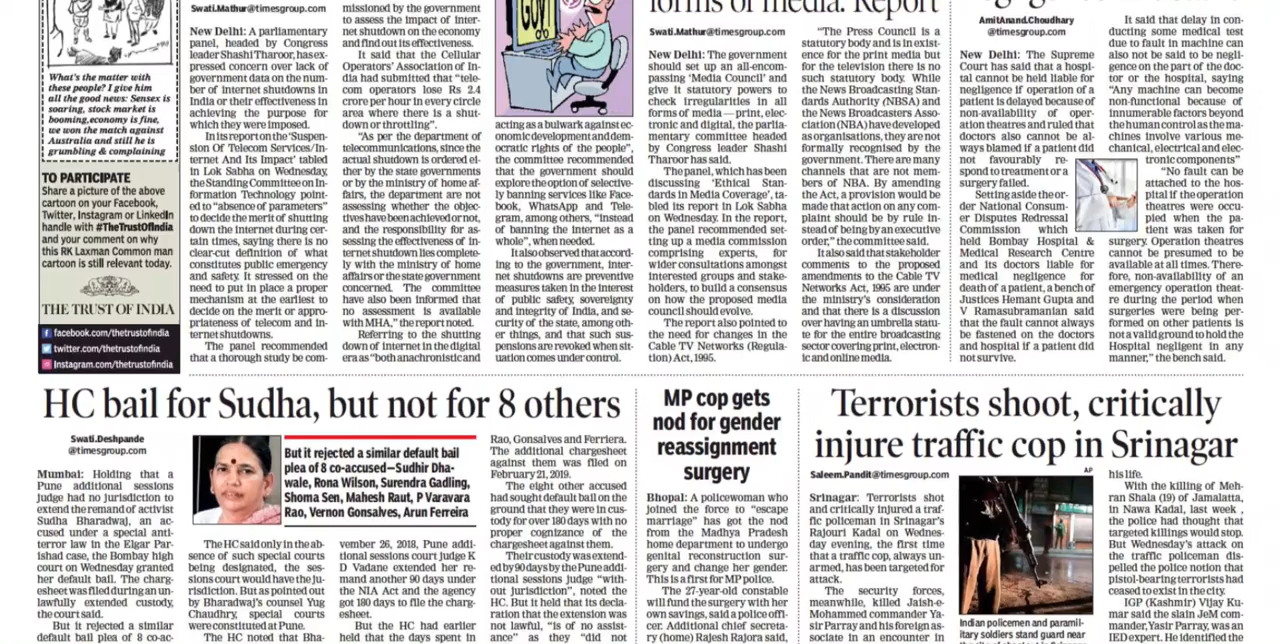 GOVT
What's the matter with
these people? I give him
all the good news: Sensex is
soaring, stock market is
booming,economy is fine,
we won the match against
Australia and still he is
grumbling & complaining
TO PARTICIPATE
Share a picture of the above
cartoon on your Facebook,
Twitter, Instagram or LinkedIn
handle with #TheTrustOfIndia
and your comment on why
this RK Laxman Common man
cartoon is still relevant today.
THE TRUST OF INDIA
facebook.com/thetrustofindia
twitter.com/thetrustofindia
Instagram.com/thetrustofindia
Swati.Mathur@timesgroup.com
New Delhi: A parliamentary
panel, headed by Congress
leader Shashi Tharoor, has ex-
pressed concern over lack of
government data on the num-
ber of internet shutdowns in
India or their effectiveness in
achieving the purpose for
which they were imposed.
In its report on the 'Suspen-
sion Of Telecom Services/In-
ternet And Its Impact' tabled
in Lok Sabha on Wednesday,
the Standing Committee on In-
formation Technology poin-
ted to "absence of parameters"
to decide the merit of shutting
down the internet during cer-
tain times, saying there is no
clear-cut definition of what
constitutes public emergency
and safety. It stressed on the
need to put in place a proper
mechanism at the earliest to
decide on the merit or appro-
priateness of telecom and in-
ternet shutdowns.
The panel recommended
that a thorough study be com-
missioned by the government
to assess the impact of inter-
net shutdown on the economy
and find out its effectiveness.
It said that the Cellular
Operators' Association of In-
dia had submitted that "tele-
com operators lose Rs 2.4
crore per hour in every circle
area where there is a shut-
down or throttling".
"As per the department of
telecommunications, since the
actual shutdown is ordered ei-
ther by the state governments
or by the ministry of home af-
fairs, the department are not
assessing whether the objec-
tives have been achieved or not,
and the responsibility for as-
sessing the effectiveness of in-
ternet shutdown lies complete-
ly with the ministry of home
affairs or the state government
concerned. The committee
have also been informed that
no assessment is available
with MHA," the report noted.
Referring to the shutting
down of internet in the digital
era as "both anachronistic and
acting as a bulwark against ec-
onomic development and dem-
ocratic rights of the people",
the committee recommended
that the government should
explore the option of selective-
ly banning services like Face-
book, WhatsApp and Tele-
gram, among others, "instead
of banning the internet as a
whole", when needed.
It also observed that accord-
ing to the government, inter-
net shutdowns are preventive
measures taken in the interest
of public safety, sovereignty
and integrity of India, and se-
curity of the state, among oth-
er things, and that such sus-
pensions are revoked when sit-
uation comes under control.
forms of media: Report
Swati.Mathur@timesgroup.com
New Delhi: The government
should set up an all-encom-
passing 'Media Council' and
give it statutory powers to
check irregularities in all
forms of media — print, elec-
tronic and digital, the parlia-
mentary committee headed
by Congress leader Shashi
Tharoor has said.
The panel, which has been
discussing 'Ethical Stan-
dards in Media Coverage', ta-
bled its report in Lok Sabha
on Wednesday. In the report,
the panel recommended set-
ting up a media commission
comprising experts, for
wider consultations amongst
interested groups and stake-
holders, to build a consensus
on how the proposed media
council should evolve.
The report also pointed to
the need for changes in the
Cable TV Networks (Regula-
tion) Act, 1995.
"The Press Council is a
statutory body and is in exist-
ence for the print media but
for the television there is no
such statutory body. While
the News Broadcasting Stan-
dards Authority (NBSA) and
the News Broadcasters Asso-
ciation (NBA) have developed
as organisations, they are not
formally recognised by the
government. There are many
channels that are not mem-
bers of NBA. By amending
the Act, a provision would be
made that action on any com-
plaint should be by rule in-
stead of being by an executive
order," the committee said.
It also said that stakeholder
comments to the proposed
amendments to the Cable TV
Networks Act, 1995 are under
the ministry's consideration
and that there is a discussion
over having an umbrella statu-
te for the entire broadcasting
sector covering print, electron-
ic and online media.
AmitAnand.Choudhary
@timesgroup.com
New Delhi: The Supreme
Court has said that a hospi-
tal cannot be held liable for
negligence if operation of a
patient is delayed because of
non-availability of oper-
ation theatres and ruled that
doctors also cannot be al-
ways blamed if a patient did
not favourably re-
spond to treatment or a
surgery failed.
Setting aside the or-
der National Consum-
er Disputes Redressal
Commission which
held Bombay Hospital &
Medical Research Centre
and its doctors liable for
medical negligence for
death of a patient, a bench of
Justices Hemant Gupta and
V Ramasubramanian said
that the fault cannot always
be fastened on the doctors
and hospital if a patient did
not survive.
It said that delay in con-
ducting some medical test
due to fault in machine can
also not be said to be negli-
gence on the part of the doc-
tor or the hospital, saying
"Any machine can become
non-functional because of
innumerable factors beyond
the human control as the ma-
chines involve various me-
chanical, electrical and elec-
tronic components"
"No fault can be
attached to the hos-
pital if the operation
theatres were occu-
pied when the pa-
tient was taken for
surgery. Operation theatres
cannot be presumed to be
available at all times. There-
fore, non-availability of an
emergency operation theat-
re during the period when
surgeries were being per-
formed on other patients is
not a valid ground to hold the
Hospital negligent in any
manner," the bench said.
HC bail for Sudha, but not for 8 others
Swati.Deshpande
@timesgroup.com
Mumbai: Holding that a
Pune additional sessions
judge had no jurisdiction to
extend the remand of activist
Sudha Bharadwaj, an ac-
cused under a special anti-
terror law in the Elgar Par-
ishad case, the Bombay high
court on Wednesday granted
her default bail. The charg-
esheet was filed during an un-
lawfully extended custody,
the court said.
But it rejected a similar
default bail plea of 8 co-ac-
But it rejected a similar default bail
plea of 8 co-accused—Sudhir Dha-
wale, Rona Wilson, Surendra Gadling,
Shoma Sen, Mahesh Raut, P Varavara
Rao, Vernon Gonsalves, Arun Ferreira
The HC said only in the ab-
sence of such special courts
being designated, the ses-
sions court would have the ju-
risdiction. But as pointed out
by Bharadwaj's counsel Yug
Chaudhry, special courts
were constituted at Pune.
The HC noted that Bha-
vember 26, 2018, Pune addi-
tional sessions court judge K
D Vadane extended her re-
mand another 90 days under
the NIA Act and the agency
got 180 days to file the charg-
esheet.
But the HC had earlier
held that the days spent in
Rao, Gonsalves and Ferriera.
The additional chargesheet
against them was filed on
February 21, 2019.
The eight other accused
had sought default bail on the
ground that they were in cus-
tody for over 180 days with no
proper cognizance of the
chargesheet against them.
Their custody was extend-
ed by 90 days by the Pune addi-
tional sessions judge "with-
out jurisdiction", noted the
HC. But it held that its decla-
ration that the extension was
not lawful, "is of no assist-
ance" as they "did not
MP cop gets
nod for gender
reassignment
surgery
Bhopal: A policewoman who
joined the force to "escape
marriage" has got the nod
from the Madhya Pradesh
home department to undergo
genital reconstruction sur-
gery and change her gender.
This is a first for MP police.
The 27-year-old constable
will fund the surgery with her
own savings, said a police offi-
cer. Additional chief secreta-
ry (home) Rajesh Rajora said,
Terrorists shoot, critically
injure traffic cop in Srinagar
Saleem.Pandit@timesgroup.com
Srinagar: Terrorists shot
and critically injured a traf-
fic policeman in Srinagar's
Rajouri Kadal on Wednes-
day evening, the first time
that a traffic cop, always un-
armed, has been targeted for
attack.
The security forces,
meanwhile, killed Jaish-e-
Mohammed commander Ya-
sir Parray and his foreign as-
sociate in an encounter in
AP
Indian policemen and paramil-
itary soldiers stand guard near
his life.
With the killing of Meh-
ran Shala (19) of Jamalatta,
in Nawa Kadal, last week ,
the police had thought that
targeted killings would stop.
But Wednesday's attack on
the traffic policeman dis-
pelled the police notion that
pistol-bearing terrorists had
ceased to exist in the city.
IGP (Kashmir) Vijay Ku-
mar said the slain JeM com-
mander, Yasir Parray, was an
IED expert. He landed the